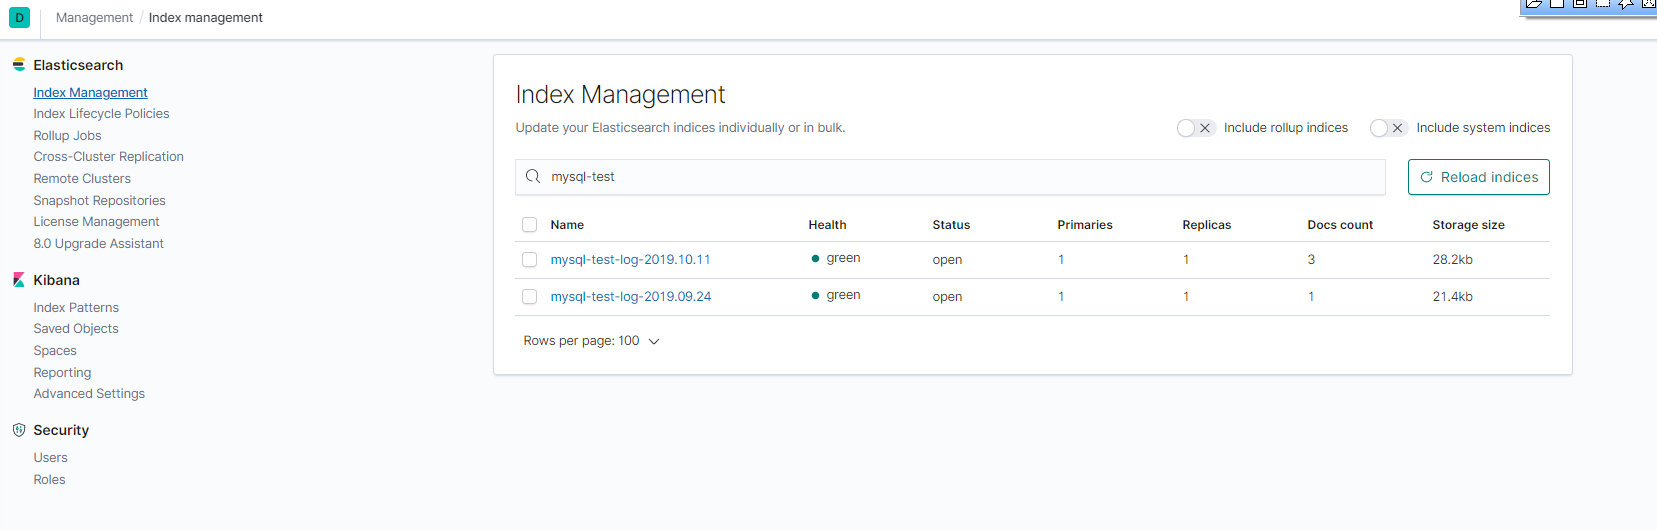 D Management / Index management
Elasticsearch
Index Management
Index Lifecycle Policies
Rollup Jobs
Cross-Cluster Replication
Remote Clusters
Snapshot Repositories
License Management
8.0 Upgrade Assistant
Kibana
Index Patterns
Saved Objects
Spaces
Reporting
Advanced Settings
Security
Users
Roles
Index Management
Update your Elasticsearch indices individually or in bulk.
Include rollup indices Include system indices
mysql-test Reload indices
Name Health Status Primaries Replicas Docs count Storage size
mysql-test-log-2019.10.11 green open 1 1 3 28.2kb
mysql-test-log-2019.09.24 green open 1 1 1 21.4kb
Rows per page: 100